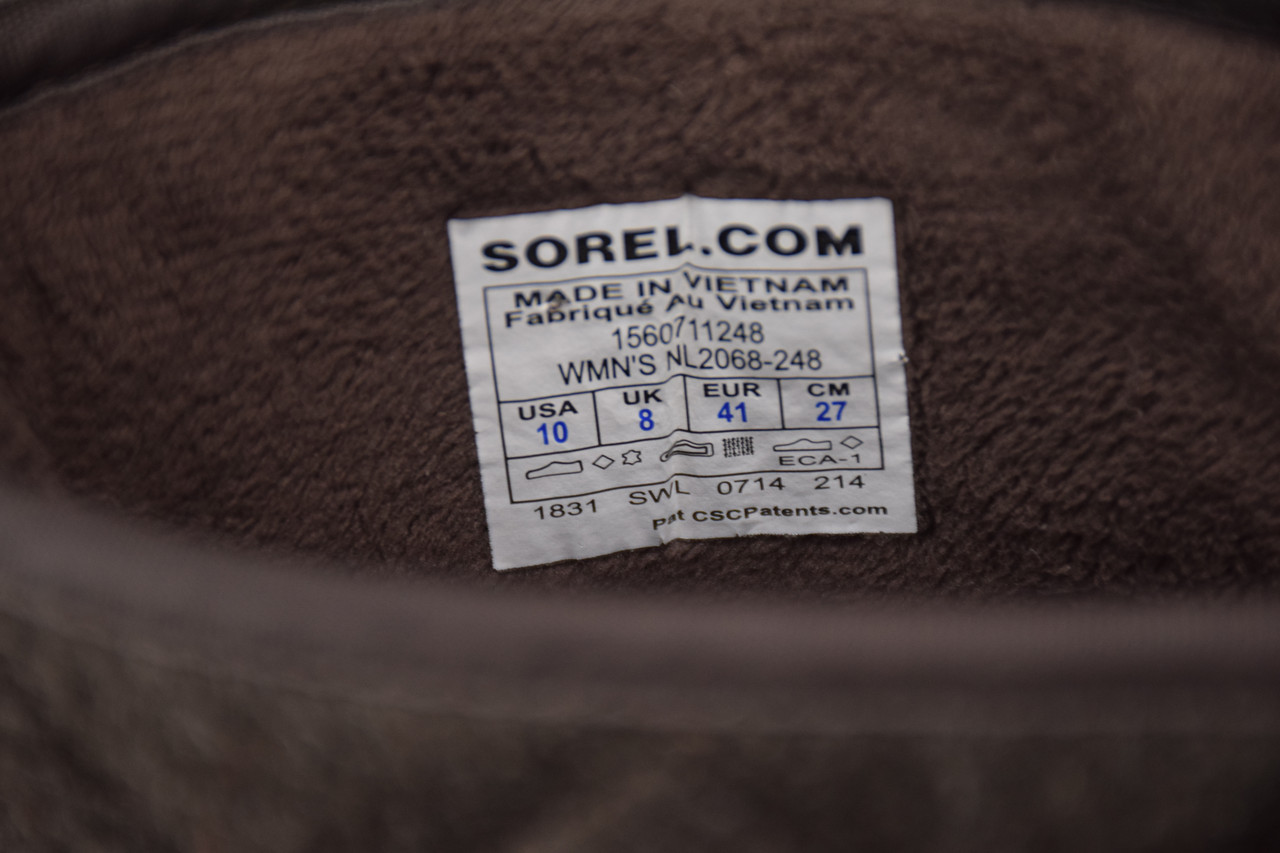 SOREL.COM
MADE IN VIETNAM
Fabriqué Au Vietnam
1560711248
WMN'S NL2068-248
USA UK EUR CM
10 8 41 27
ECA-1
1831 SWL 0714 214
Pat CSCPatents.com